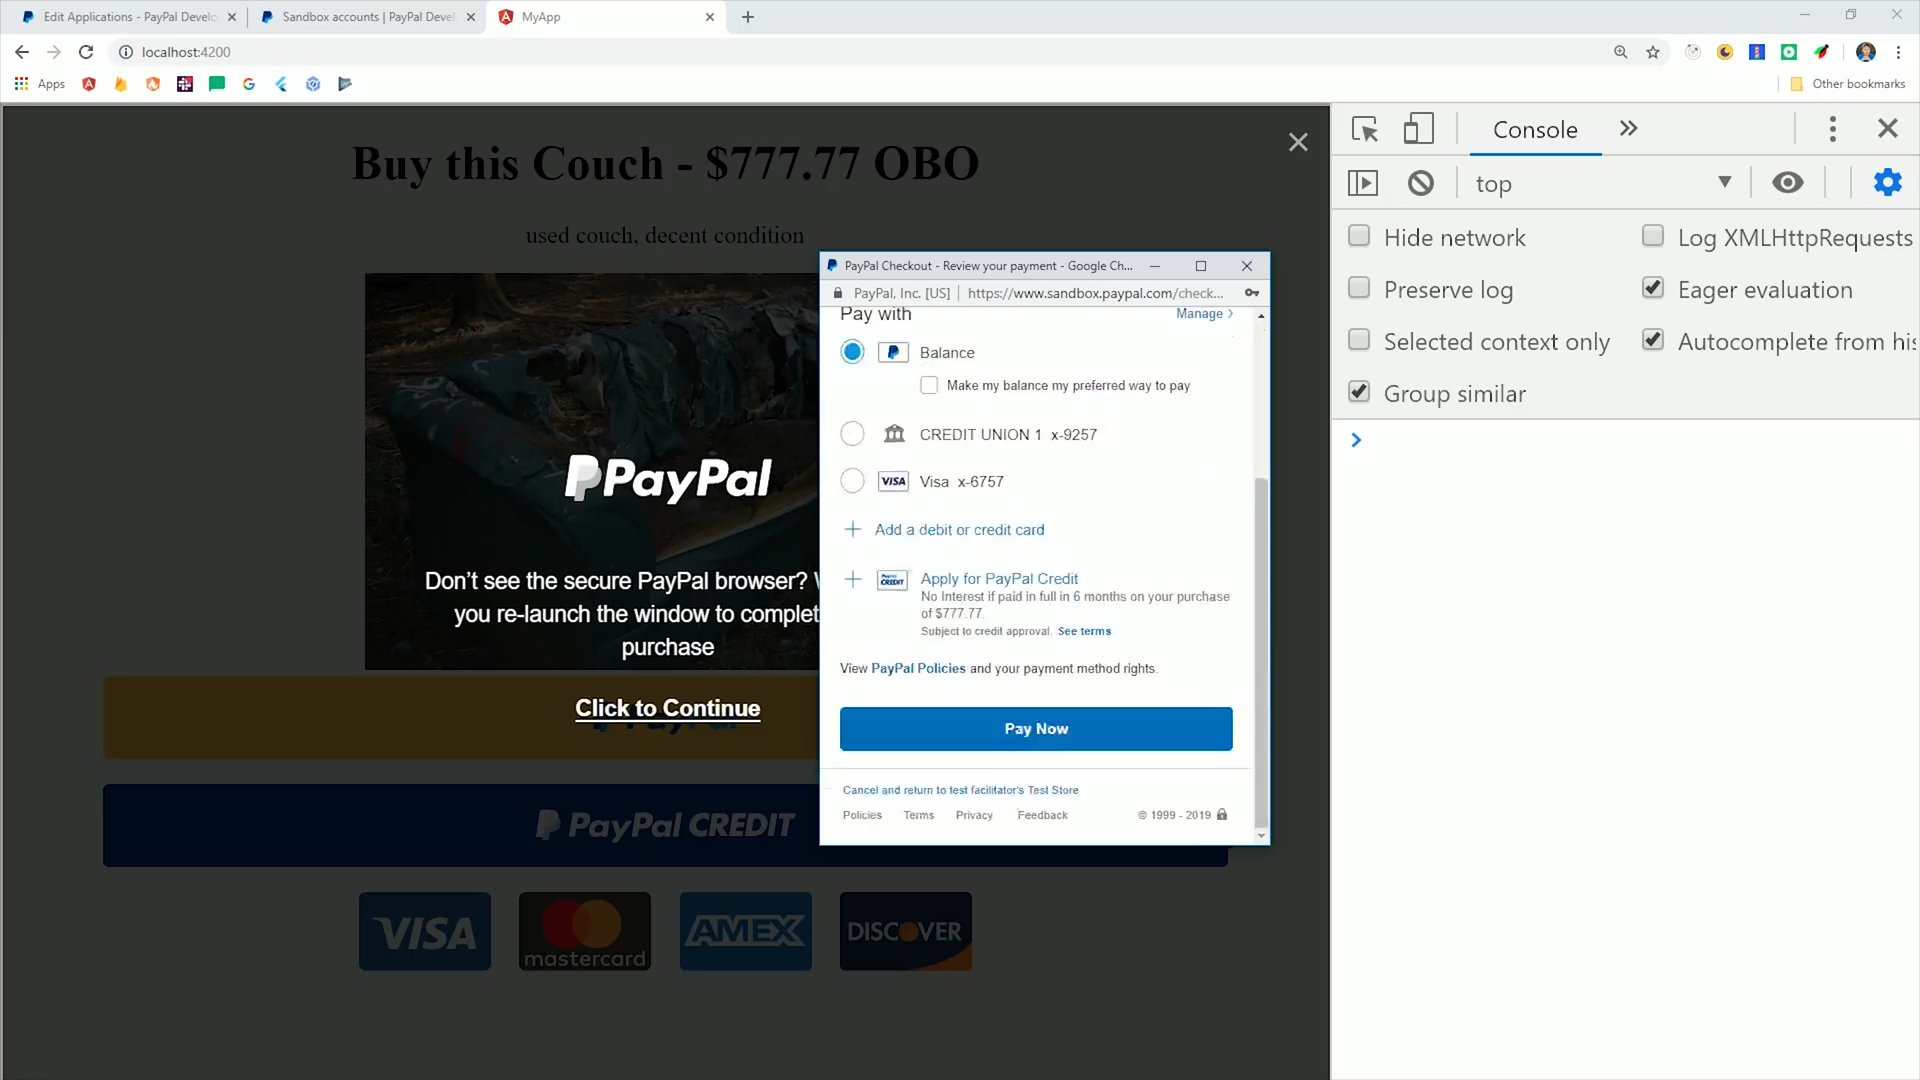 Edit Applications - PayPal Develo
Sandbox accounts | PayPal Devel
MyApp
localhost:4200
Apps
Other bookmarks
Buy this Couch - $777.77 OBO
used couch, decent condition
PayPal
Don't see the secure PayPal browser?
you re-launch the window to complet
purchase
Click to Continue
PayPal
PayPal CREDIT
VISA
mastercard
AMEX
DISCOVER
PayPal Checkout - Review your payment - Google Ch...
PayPal, Inc. [US]
https://www.sandbox.paypal.com/check...
Pay with
Manage
Balance
Make my balance my preferred way to pay
CREDIT UNION 1 x-9257
VISA
Visa x-6757
Add a debit or credit card
PayPal CREDIT
Apply for PayPal Credit
No Interest if paid in full in 6 months on your purchase
of $777.77.
Subject to credit approval. See terms
View PayPal Policies and your payment method rights.
Pay Now
Cancel and return to test facilitator's Test Store
Policies Terms Privacy Feedback © 1999 - 2019
Console
top
Hide network
Log XMLHttpRequests
Preserve log
Eager evaluation
Selected context only
Autocomplete from his
Group similar